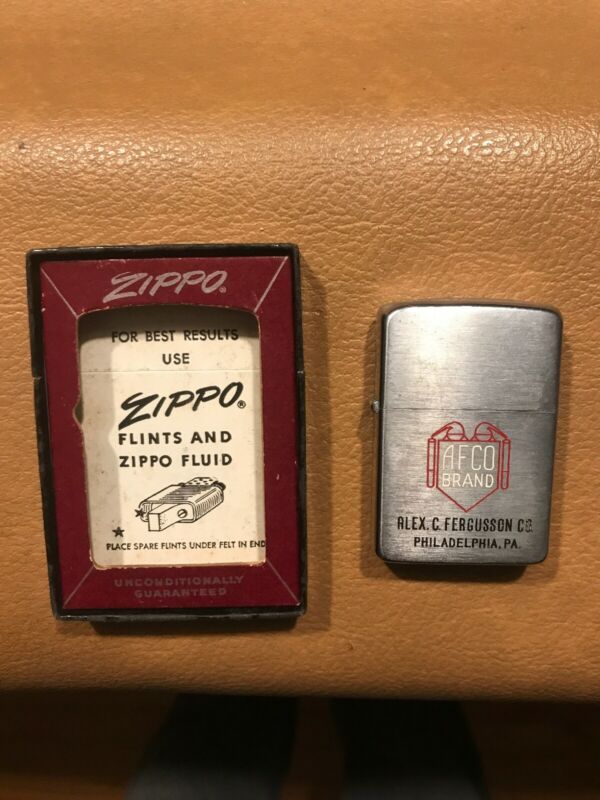 ZIPPO®
FOR BEST RESULTS
USE
ZIPPO®
FLINTS AND
ZIPPO FLUID
PLACE SPARE FLINTS UNDER FELT IN END
UNCONDITIONALLY
GUARANTEED
AFCO
BRAND
ALEX. C. FERGUSSON CO.
PHILADELPHIA, PA.